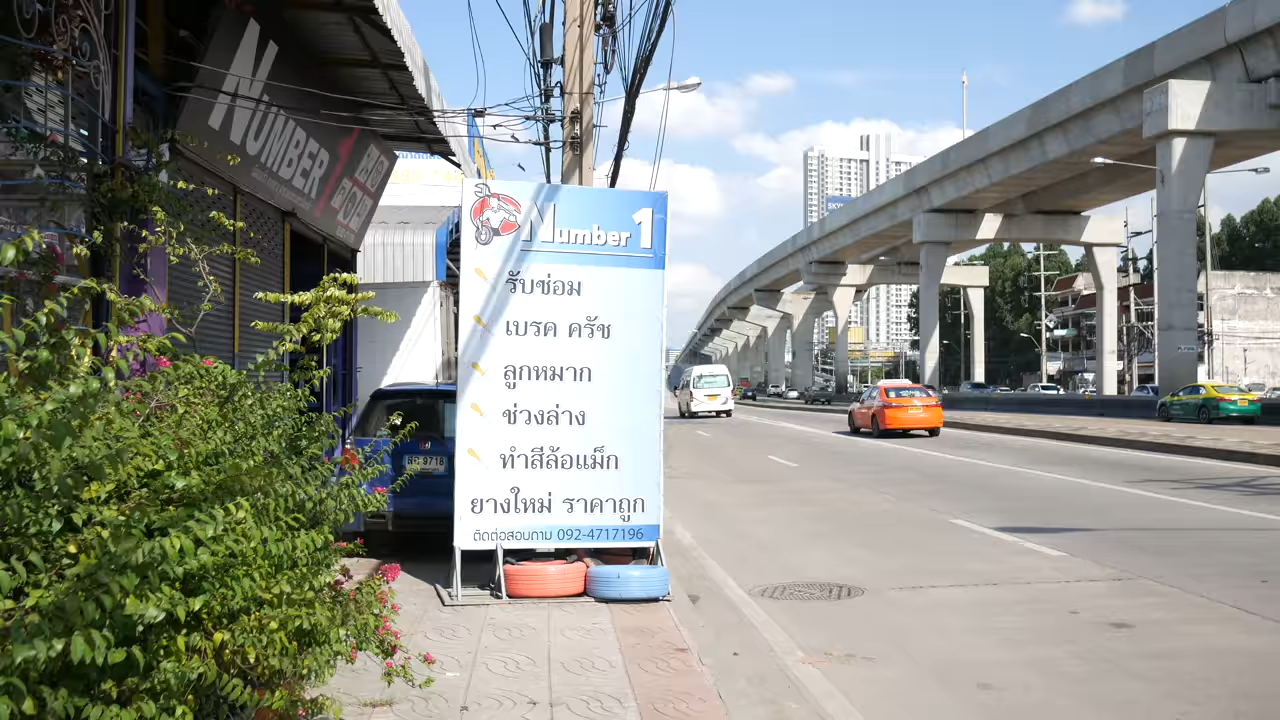 NUMBER 1
Number 1
รับซ่อม
เบรค ครัช
ลูกหมาก
ช่วงล่าง
ทำสีล้อแม็ก
ยางใหม่ ราคาถูก
ติดต่อสอบถาม 092-4717196
9718
SKY